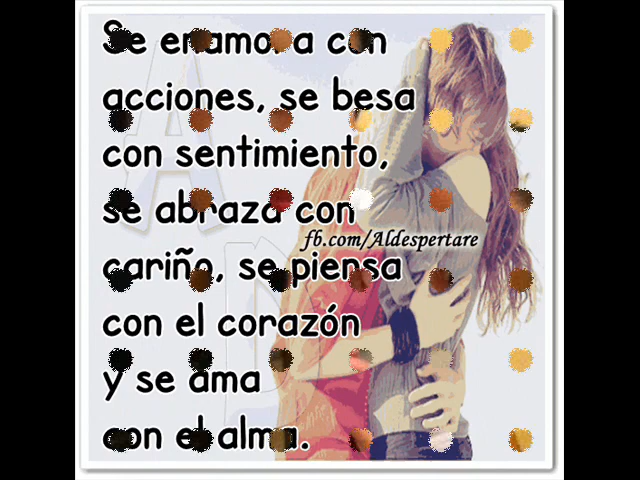 Se enamora con
acciones, se besa
con sentimiento,
se abraza con
fb.com/Aldespertare
cariño, se piensa
con el corazón
y se ama
con el alma.